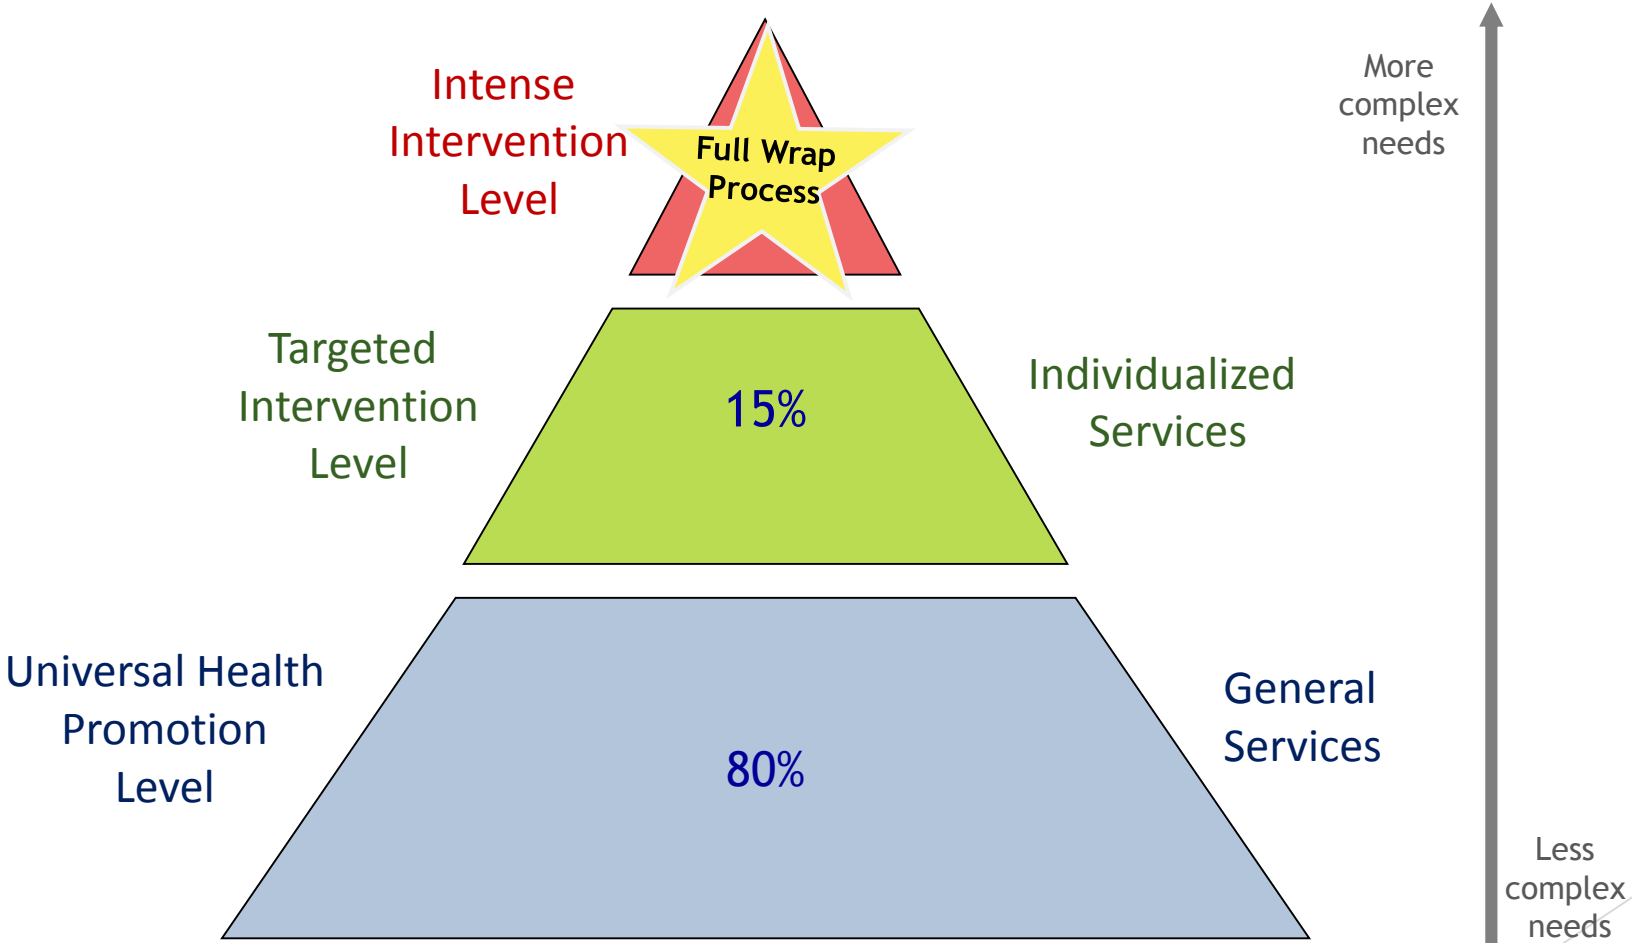 Intense
Intervention
Level
Full Wrap
Process
More
complex
needs
Targeted
Intervention
Level
15%
Individualized
Services
Universal Health
Promotion
Level
80%
General
Services
Less
complex
needs